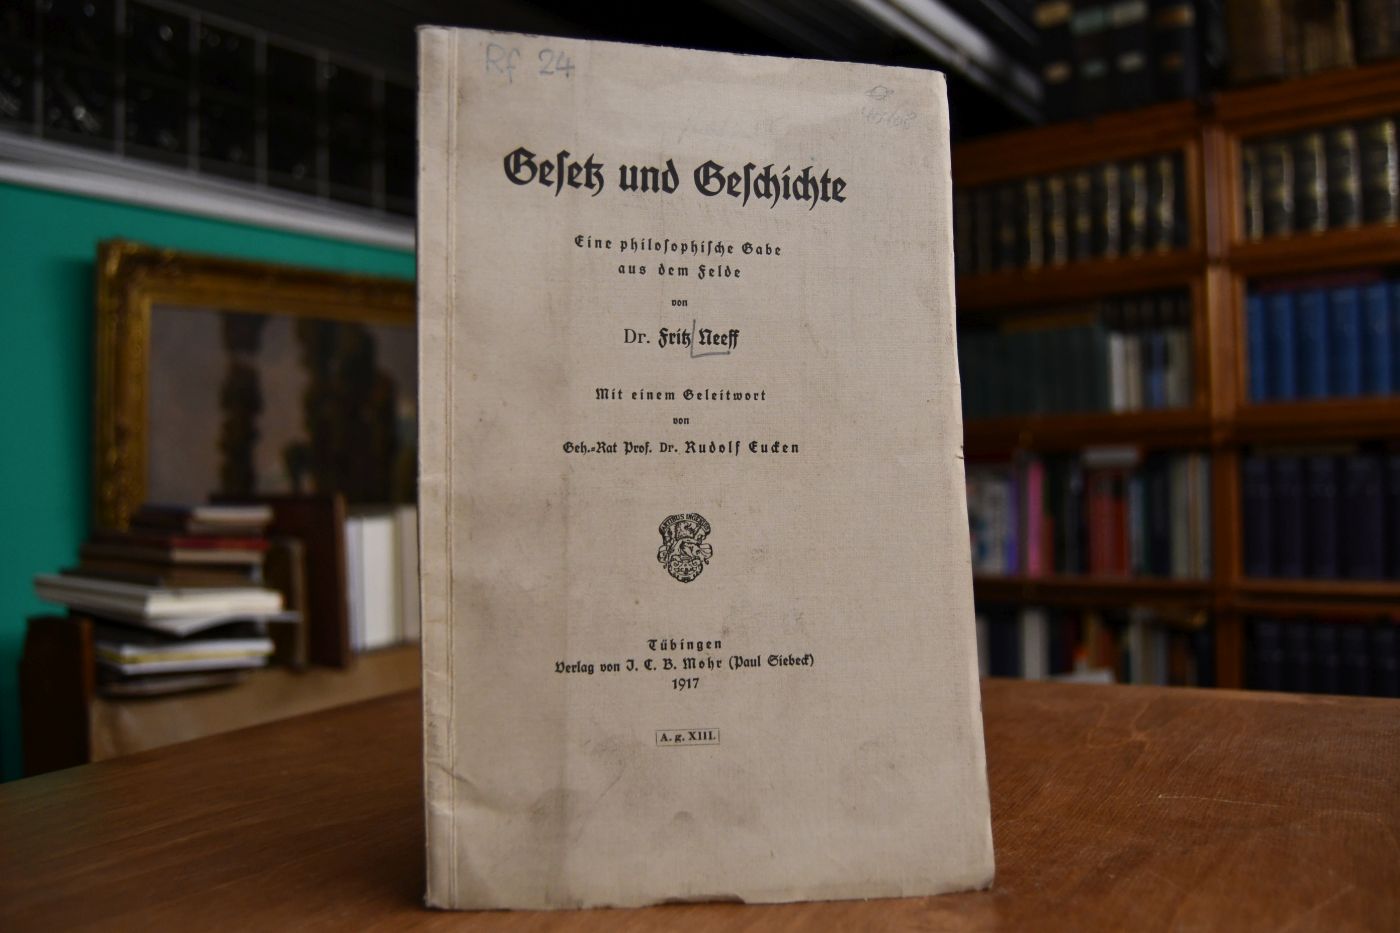 Rf 24
Gesetz und Geschichte
Eine philosophische Gabe
aus dem Felde
von
Dr. Fritz Neeff
Mit einem Geleitwort
von
Geh.-Rat Prof. Dr. Rudolf Eucken
Tübingen
Verlag von J. C. B. Mohr (Paul Siebeck)
1917
A. g. XIII.